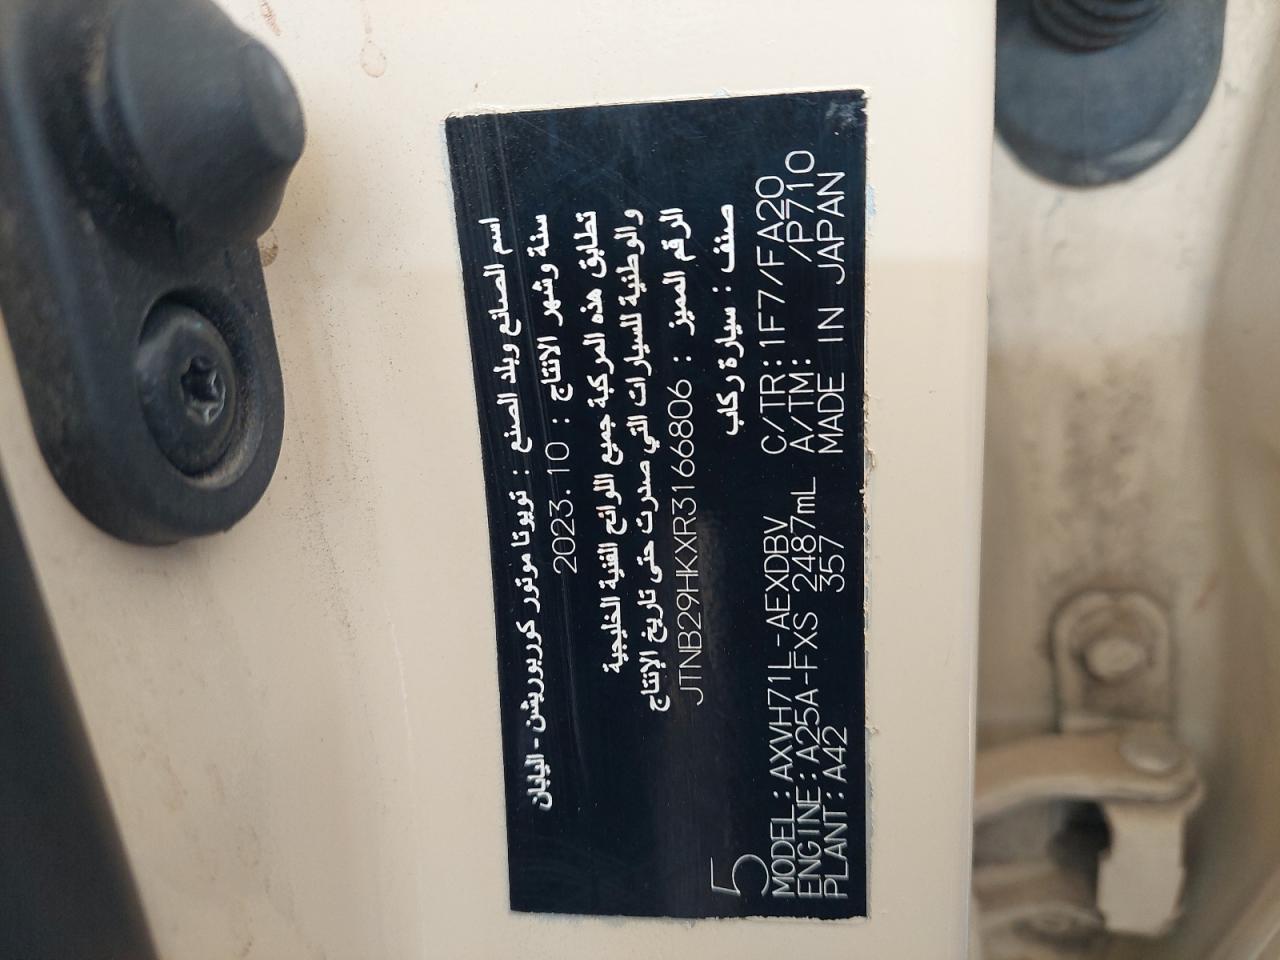 اسم الصانع وبلد الصنع : تويوتا موتور كوربوريشن - اليابان
سنة وشهر الانتاج : 2023.10
تطابق هذه المركبة جميع اللوائح الفنية الخليجية
والوطنية للسيارات التي صدرت حتى تاريخ الإنتاج
الرقم المميز : JTNB29HKXR3166806
صنف : سيارة ركاب
5
MODEL:AXVH71L-AEXDBV C/TR:1F7/FA20
ENGINE:A25A-FXS 2487mL A/TM: /P710
PLANT:A42 357 MADE IN JAPAN